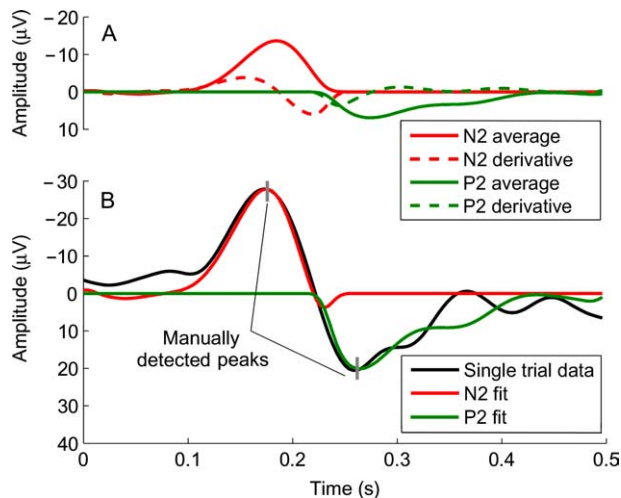 A
Amplitude (μV)
− 20
− 10
0
10
N2 average
N2 derivative
P2 average
P2 derivative
B
Amplitude (μV)
− 30
−20
−10
0
10
20
30
40
Manually
detected peaks
Single trial data
N2 fit
P2 fit
0
0.1
0.2
0.3
0.4
0.5
Time (s)